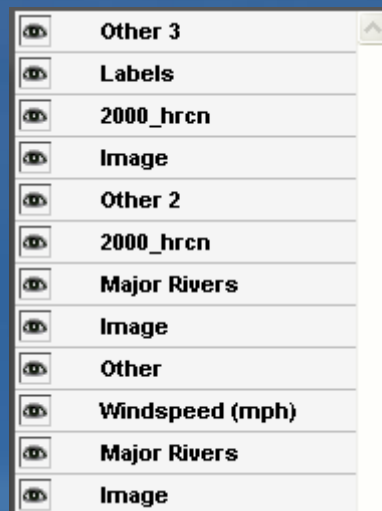 Other 3
Labels
2000_hrcn
Image
Other 2
2000_hrcn
Major Rivers
Image
Other
Windspeed (mph)
Major Rivers
Image